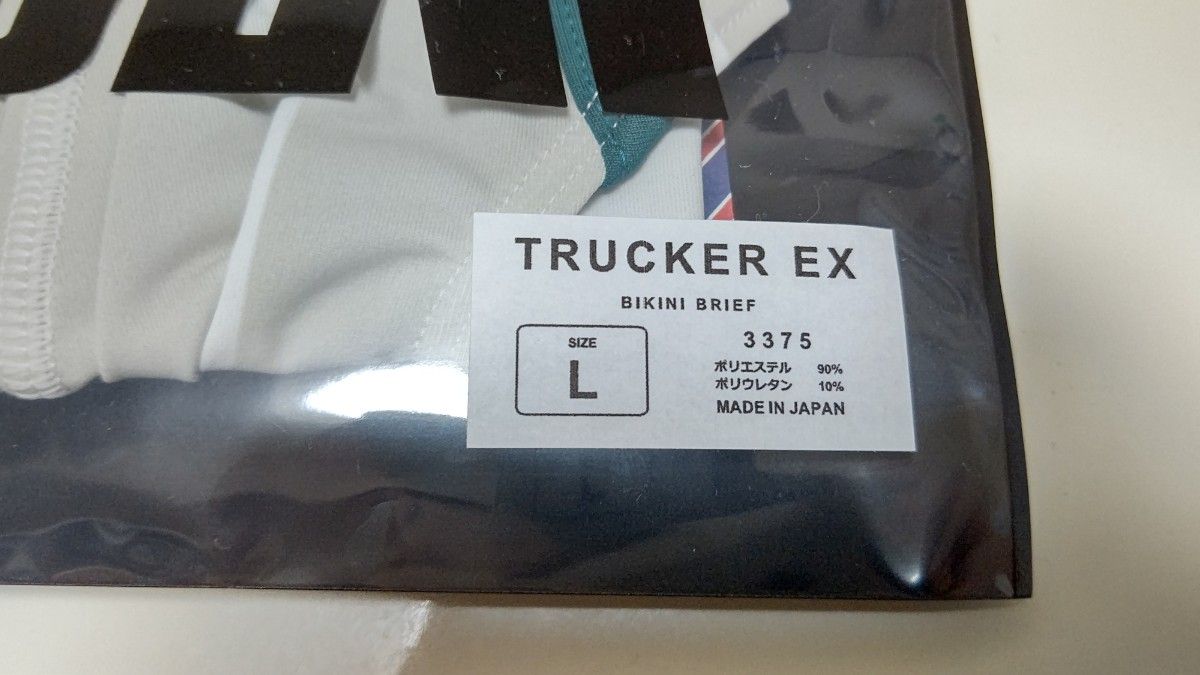 TRUCKER EX
BIKINI BRIEF
SIZE
L
3375
ポリエステル 90%
ポリウレタン 10%
MADE IN JAPAN